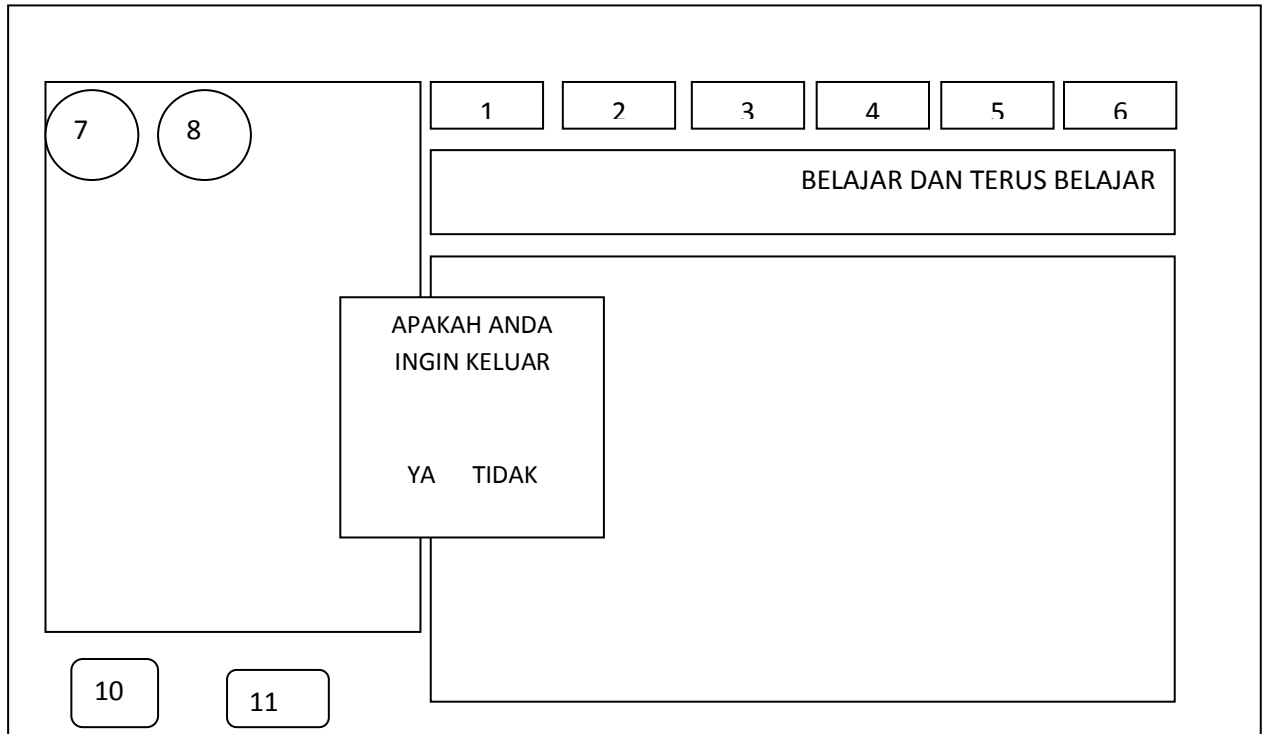 1 2 3 4 5 6
7 8
BELAJAR DAN TERUS BELAJAR
APAKAH ANDA
INGIN KELUAR
YA TIDAK
10
11